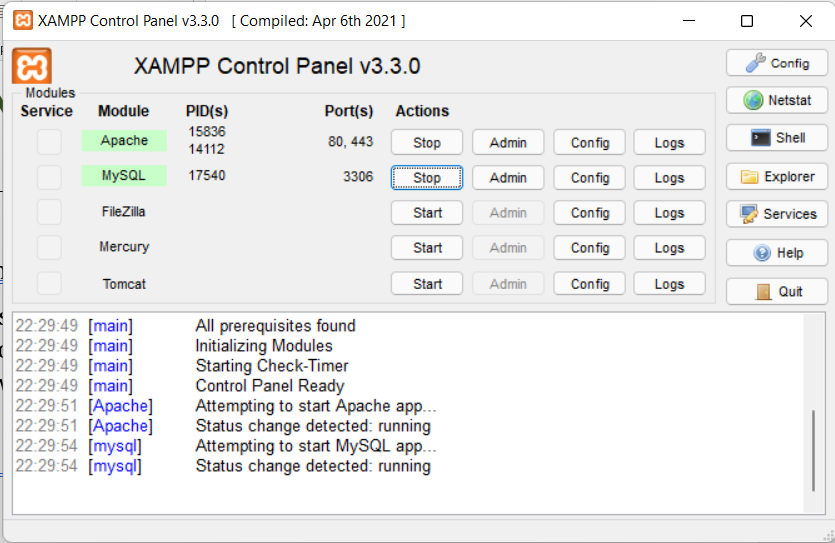 XAMPP Control Panel v3.3.0 [ Compiled: Apr 6th 2021 ]
XAMPP Control Panel v3.3.0
Config
Modules
Service Module PID(s) Port(s) Actions
Netstat
Apache 15836 14112 80, 443 Stop Admin Config Logs
Shell
MySQL 17540 3306 Stop Admin Config Logs
Explorer
FileZilla Start Admin Config Logs
Services
Mercury Start Admin Config Logs
Help
Tomcat Start Admin Config Logs
Quit
22:29:49 [main] All prerequisites found
22:29:49 [main] Initializing Modules
22:29:49 [main] Starting Check-Timer
22:29:49 [main] Control Panel Ready
22:29:51 [Apache] Attempting to start Apache app...
22:29:51 [Apache] Status change detected: running
22:29:54 [mysql] Attempting to start MySQL app...
22:29:54 [mysql] Status change detected: running